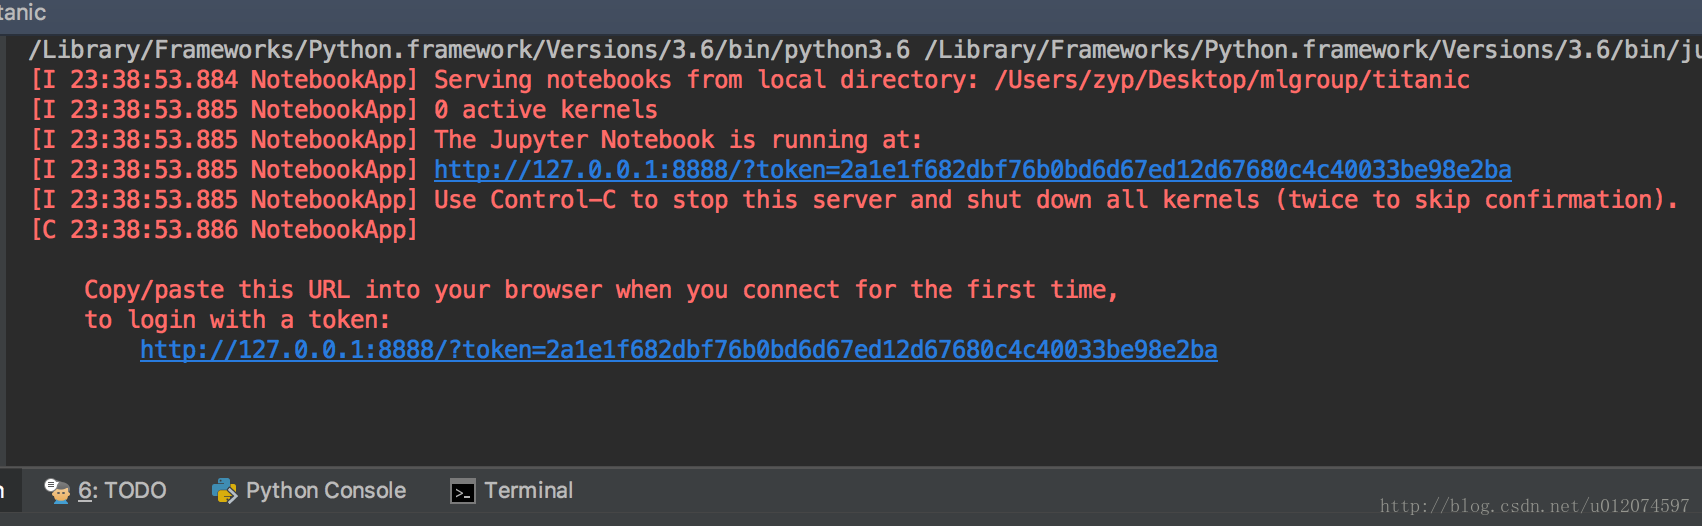 tanic
/Library/Frameworks/Python.framework/Versions/3.6/bin/python3.6 /Library/Frameworks/Python.framework/Versions/3.6/bin/ju
[I 23:38:53.884 NotebookApp] Serving notebooks from local directory: /Users/zyp/Desktop/mlgroup/titanic
[I 23:38:53.885 NotebookApp] 0 active kernels
[I 23:38:53.885 NotebookApp] The Jupyter Notebook is running at:
[I 23:38:53.885 NotebookApp] http://127.0.0.1:8888/?token=2a1e1f682dbf76b0bd6d67ed12d67680c4c40033be98e2ba
[I 23:38:53.885 NotebookApp] Use Control-C to stop this server and shut down all kernels (twice to skip confirmation).
[C 23:38:53.886 NotebookApp]
Copy/paste this URL into your browser when you connect for the first time,
to login with a token:
http://127.0.0.1:8888/?token=2a1e1f682dbf76b0bd6d67ed12d67680c4c40033be98e2ba
6: TODO Python Console Terminal
http://blog.csdn.net/u012074597